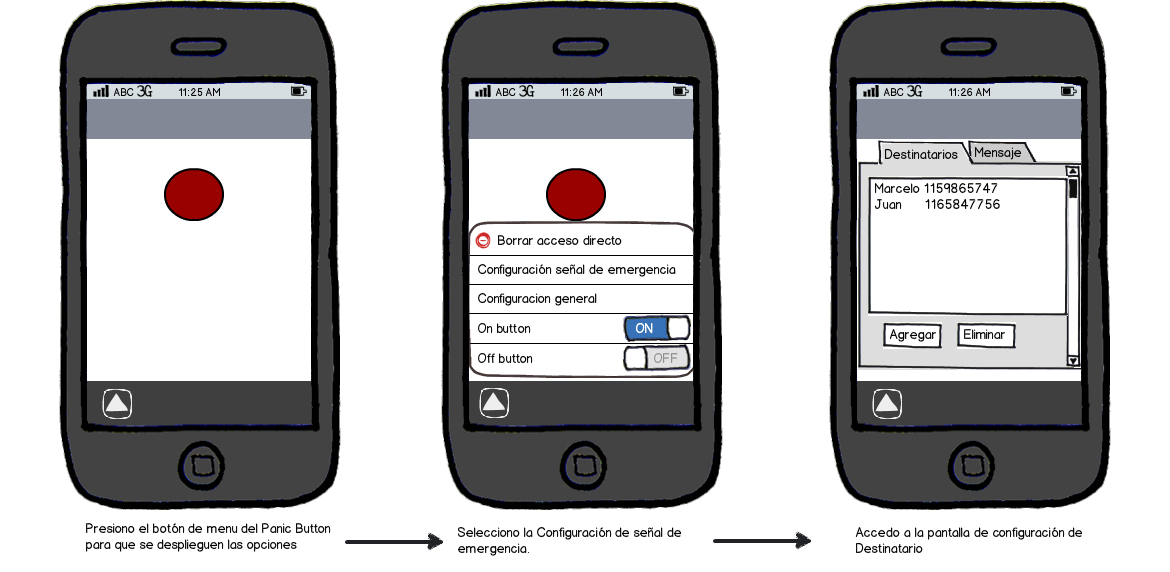 ABC 3G 11:25 AM
Presiono el botón de menu del Panic Button
para que se desplieguen las opciones
ABC 3G 11:26 AM
Borrar acceso directo
Configuración señal de emergencia
Configuracion general
On button ON
Off button OFF
Selecciono la Configuración de señal de
emergencia.
ABC 3G 11:26 AM
Destinatarios Mensaje
Marcelo 1159865747
Juan 1165847756
Agregar Eliminar
Accedo a la pantalla de configuración de
Destinatario